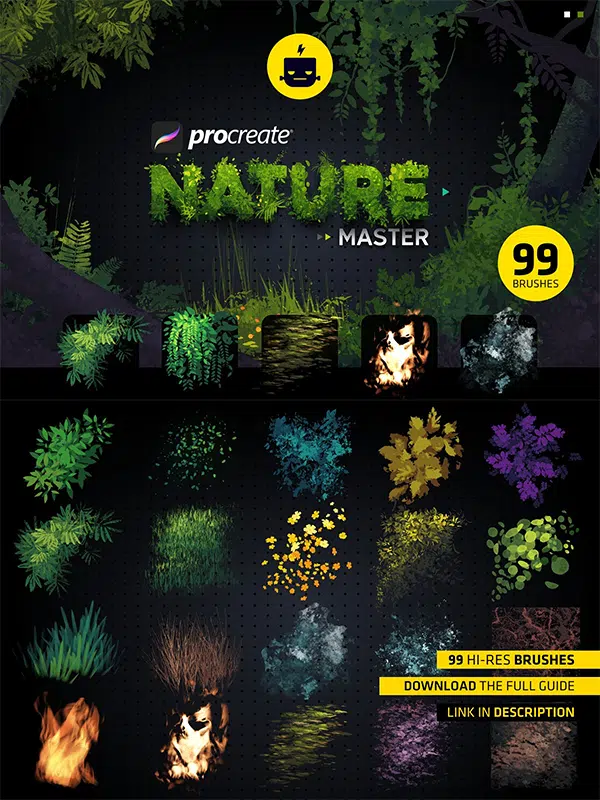 procreate®
NATURE
MASTER
99
BRUSHES
99 HI-RES BRUSHES
DOWNLOAD THE FULL GUIDE
LINK IN DESCRIPTION